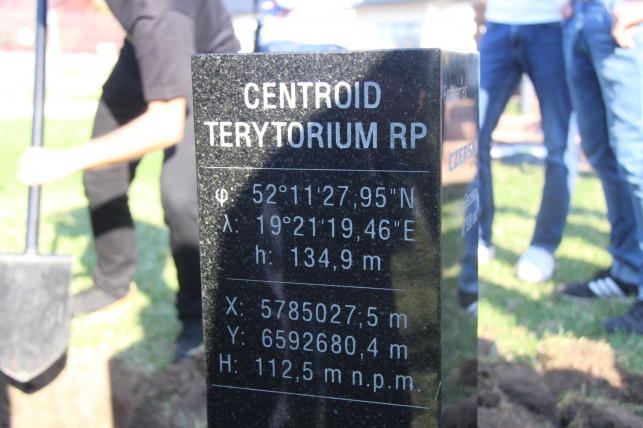 CENTROID
TERYTORIUM RP
φ: 52°11'27,95"N
λ: 19°21'19,46"E
h: 134,9 m
X: 5785027,5 m
Y: 6592680,4 m
H: 112,5 m n.p.m.